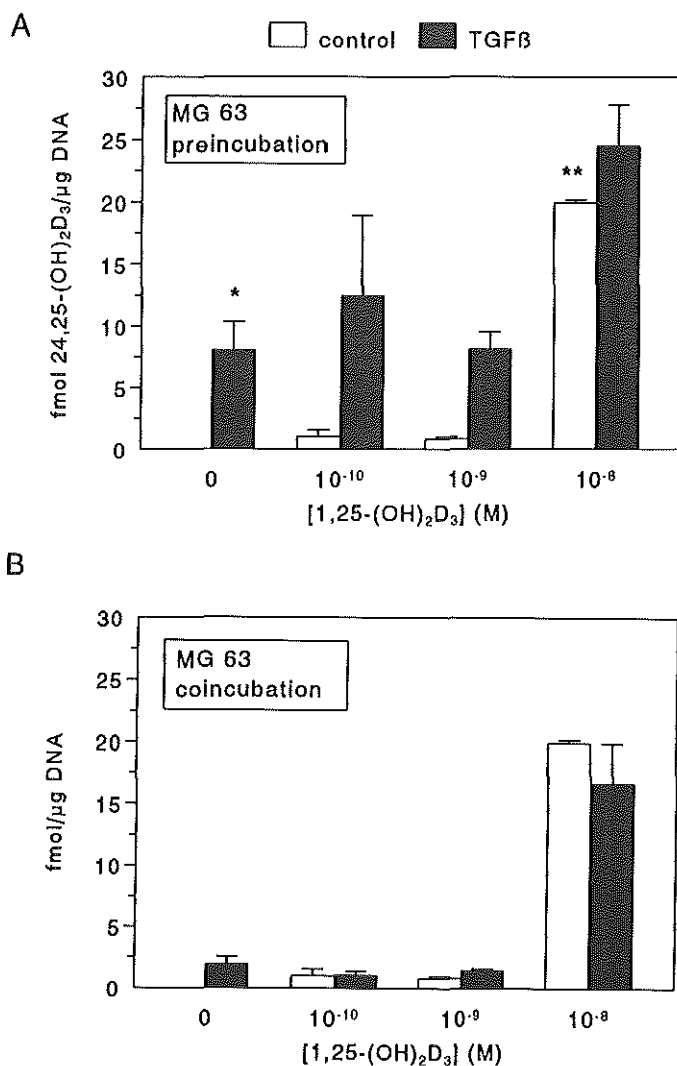 A
control TGFß
30
25
20
15
10
5
0
fmol 24,25-(OH)₂D₃/µg DNA
MG 63
preincubation
*
**
0 10⁻¹⁰ 10⁻⁹ 10⁻⁸
[1,25-(OH)₂D₃] (M)
B
30
25
20
15
10
5
0
fmol/µg DNA
MG 63
coincubation
0 10⁻¹⁰ 10⁻⁹ 10⁻⁸
[1,25-(OH)₂D₃] (M)